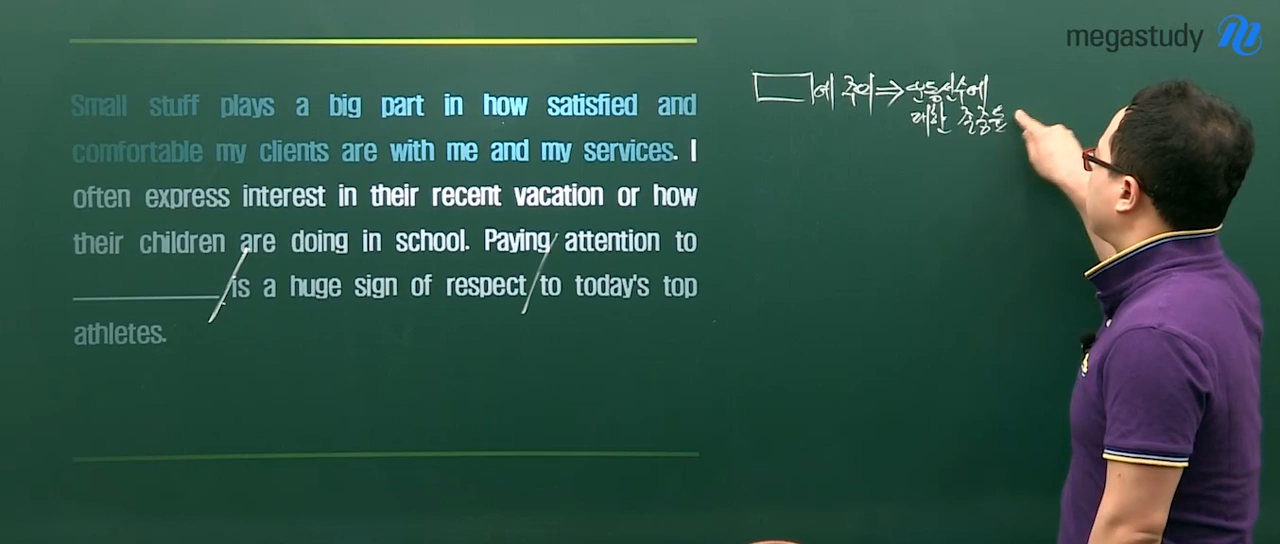 megastudy
Small stuff plays a big part in how satisfied and
comfortable my clients are with me and my services. I
often express interest in their recent vacation or how
their children are doing in school. Paying attention to
__________ is a huge sign of respect to today's top
athletes.
에 주의 ⇒ 운동선수에
대한 존중을